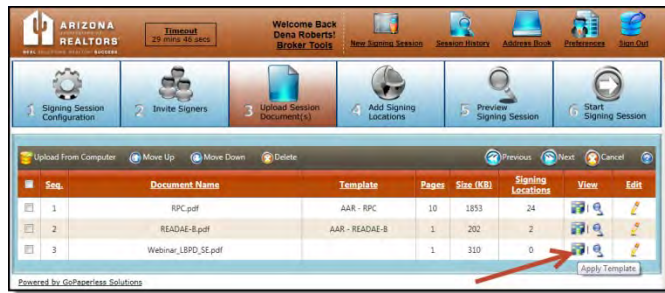 ARIZONA
REALTORS
Timeout
29 mins 46 secs
Welcome Back
Dena Roberts!
Broker Tools
New Signing Session
Session History
Address Book
Preferences
Sign Out
1 Signing Session Configuration
2 Invite Signers
3 Upload Session Document(s)
4 Add Signing Locations
5 Preview Signing Session
6 Start Signing Session
Upload From Computer Move Up Move Down Delete Previous Next Cancel
Seq. Document Name Template Pages Size (KB) Signing Locations View Edit
1 RPC.pdf AAR - RPC 10 1853 24
2 READAE-B.pdf AAR - READAE-B 1 202 2
3 Webinar_LBPD_SE.pdf 1 310 0
Apply Template
Powered by GoPaperless Solutions